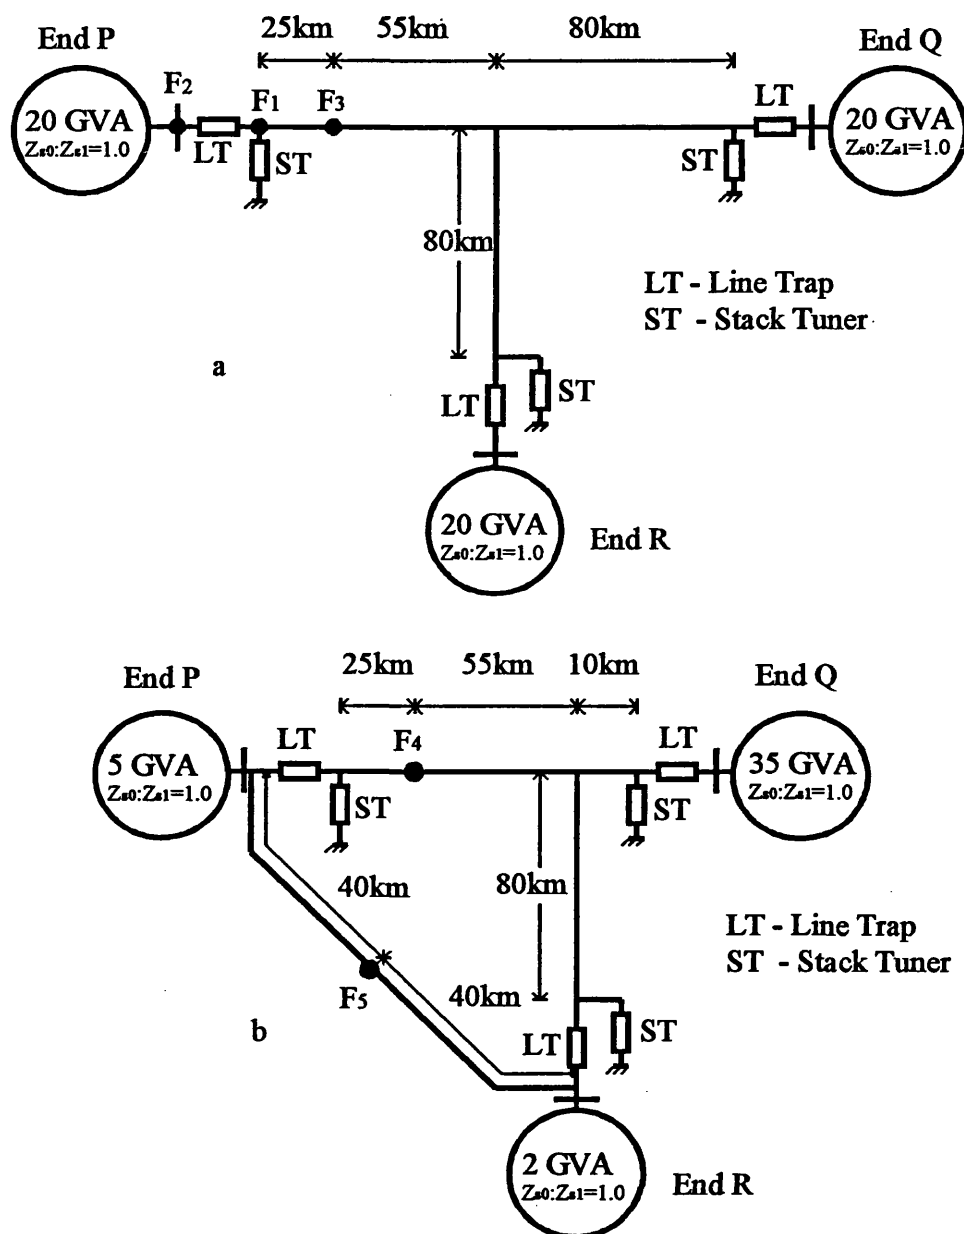 25km 55km 80km
End P
End Q
F2 F1 F3
LT
20 GVA
Zs0:Zs1=1.0
LT
ST
ST
20 GVA
Zs0:Zs1=1.0
80km
LT - Line Trap
ST - Stack Tuner
a
LT
ST
20 GVA
Zs0:Zs1=1.0
End R
25km 55km 10km
End P
End Q
LT
F4
LT
5 GVA
Zs0:Zs1=1.0
ST
ST
35 GVA
Zs0:Zs1=1.0
40km
80km
LT - Line Trap
ST - Stack Tuner
F5
40km
b
LT
ST
2 GVA
Zs0:Zs1=1.0
End R